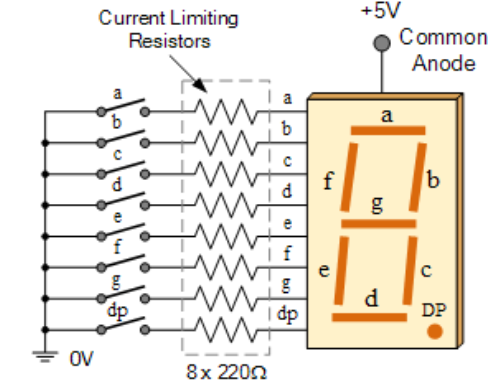 Current Limiting
Resistors
+5V
Common
Anode
a
b
c
d
e
f
g
dp
a
b
c
d
e
f
g
dp
a
f
b
g
e
c
d
DP
0V
8 x 220Ω